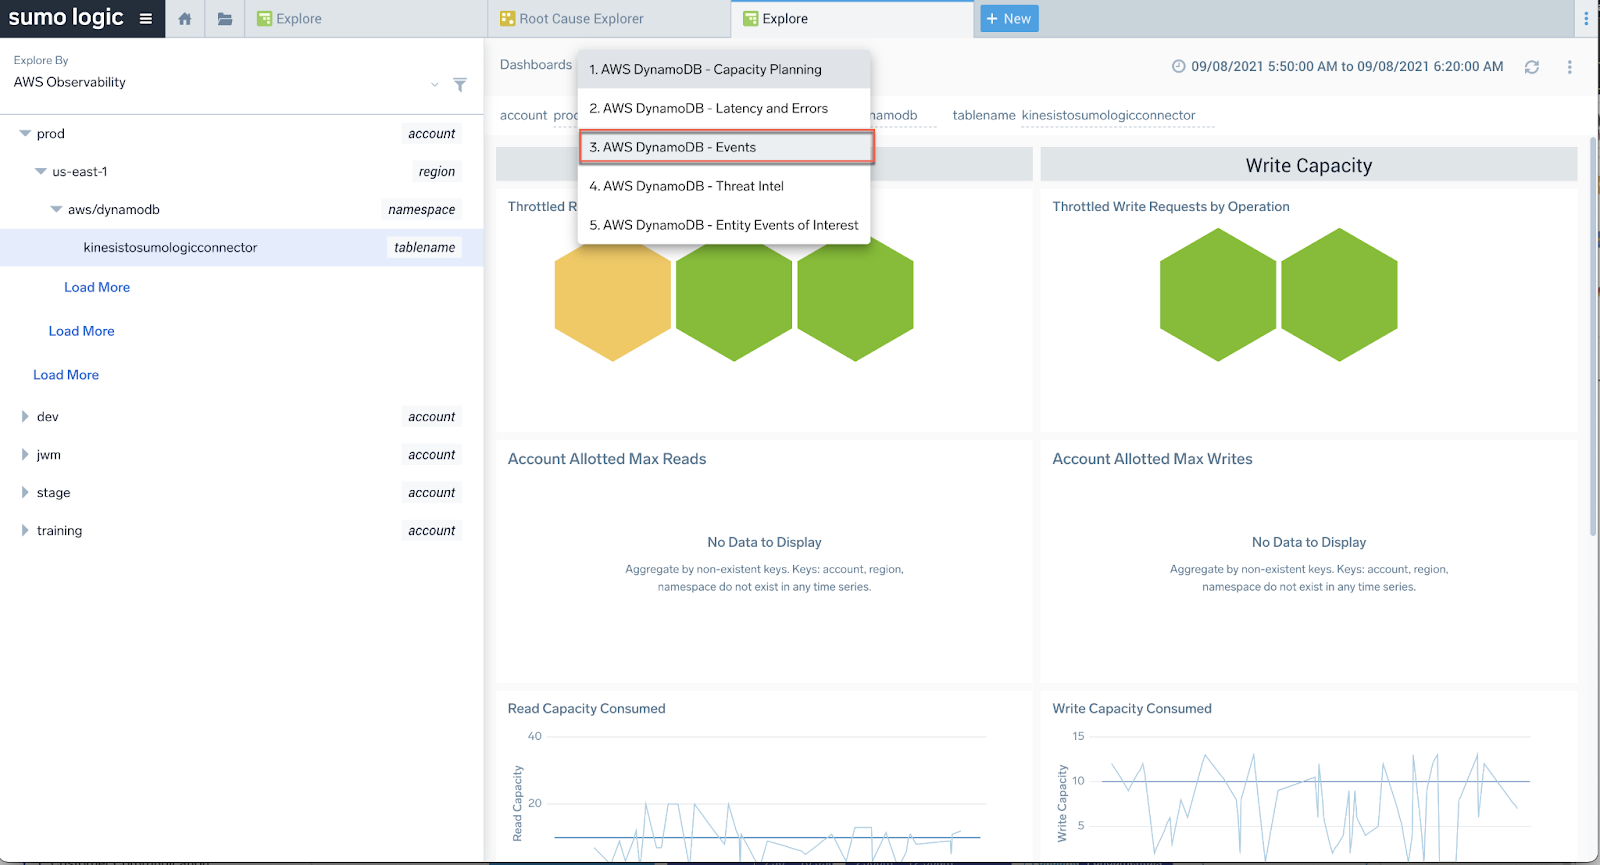 sumo logic
Explore
Root Cause Explorer
Explore
+ New
Explore By
AWS Observability
prod account
us-east-1 region
aws/dynamodb namespace
kinesistosumologicconnector tablename
Load More
Load More
Load More
dev account
jwm account
stage account
training account
Dashboards
1. AWS DynamoDB - Capacity Planning
2. AWS DynamoDB - Latency and Errors
3. AWS DynamoDB - Events
4. AWS DynamoDB - Threat Intel
5. AWS DynamoDB - Entity Events of Interest
09/08/2021 5:50:00 AM to 09/08/2021 6:20:00 AM
account proc namodb tablename kinesistosumologicconnector
Write Capacity
Throttled R
Throttled Write Requests by Operation
Account Allotted Max Reads
No Data to Display
Aggregate by non-existent keys. Keys: account, region,
namespace do not exist in any time series.
Account Allotted Max Writes
No Data to Display
Aggregate by non-existent keys. Keys: account, region,
namespace do not exist in any time series.
Read Capacity Consumed
40
20
Read Capacity
Write Capacity Consumed
15
10
5
Write Capacity